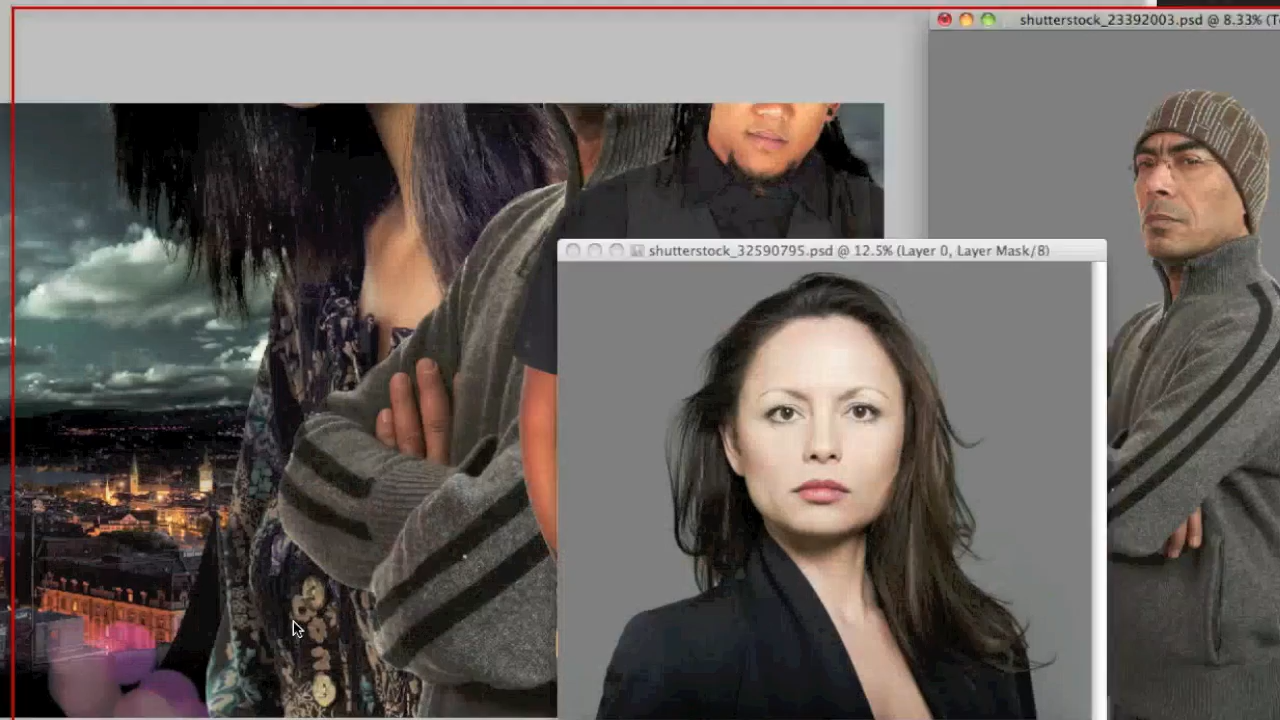 shutterstock_23392003.psd @ 8.33% (T
shutterstock_32590795.psd @ 12.5% (Layer 0, Layer Mask/8)